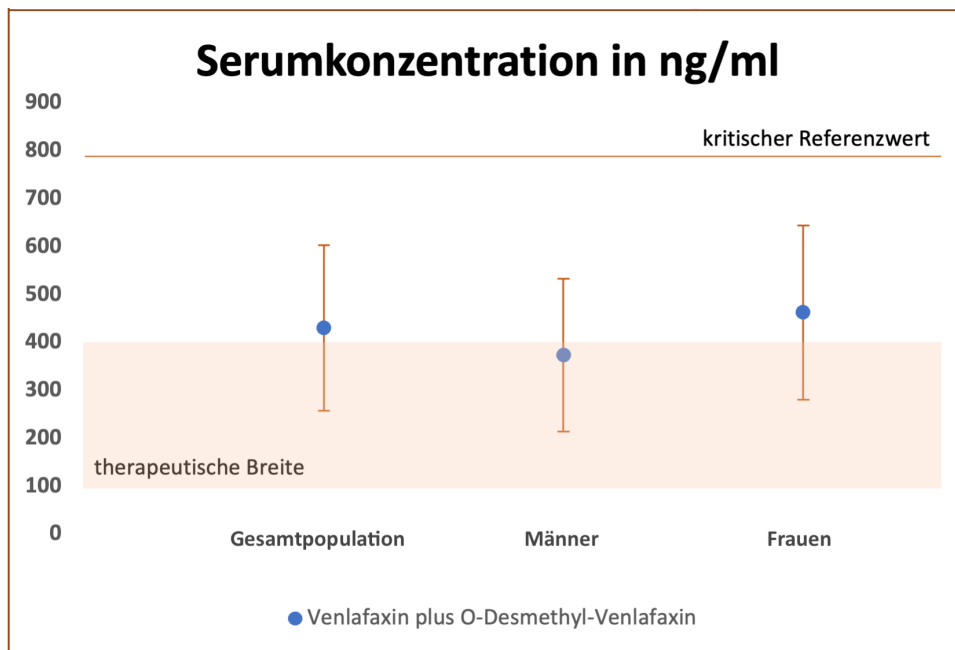 Serumkonzentration in ng/ml
900
kritischer Referenzwert
800
700
600
500
400
300
200
therapeutische Breite
100
0
Gesamtpopulation Männer Frauen
Venlafaxin plus O-Desmethyl-Venlafaxin